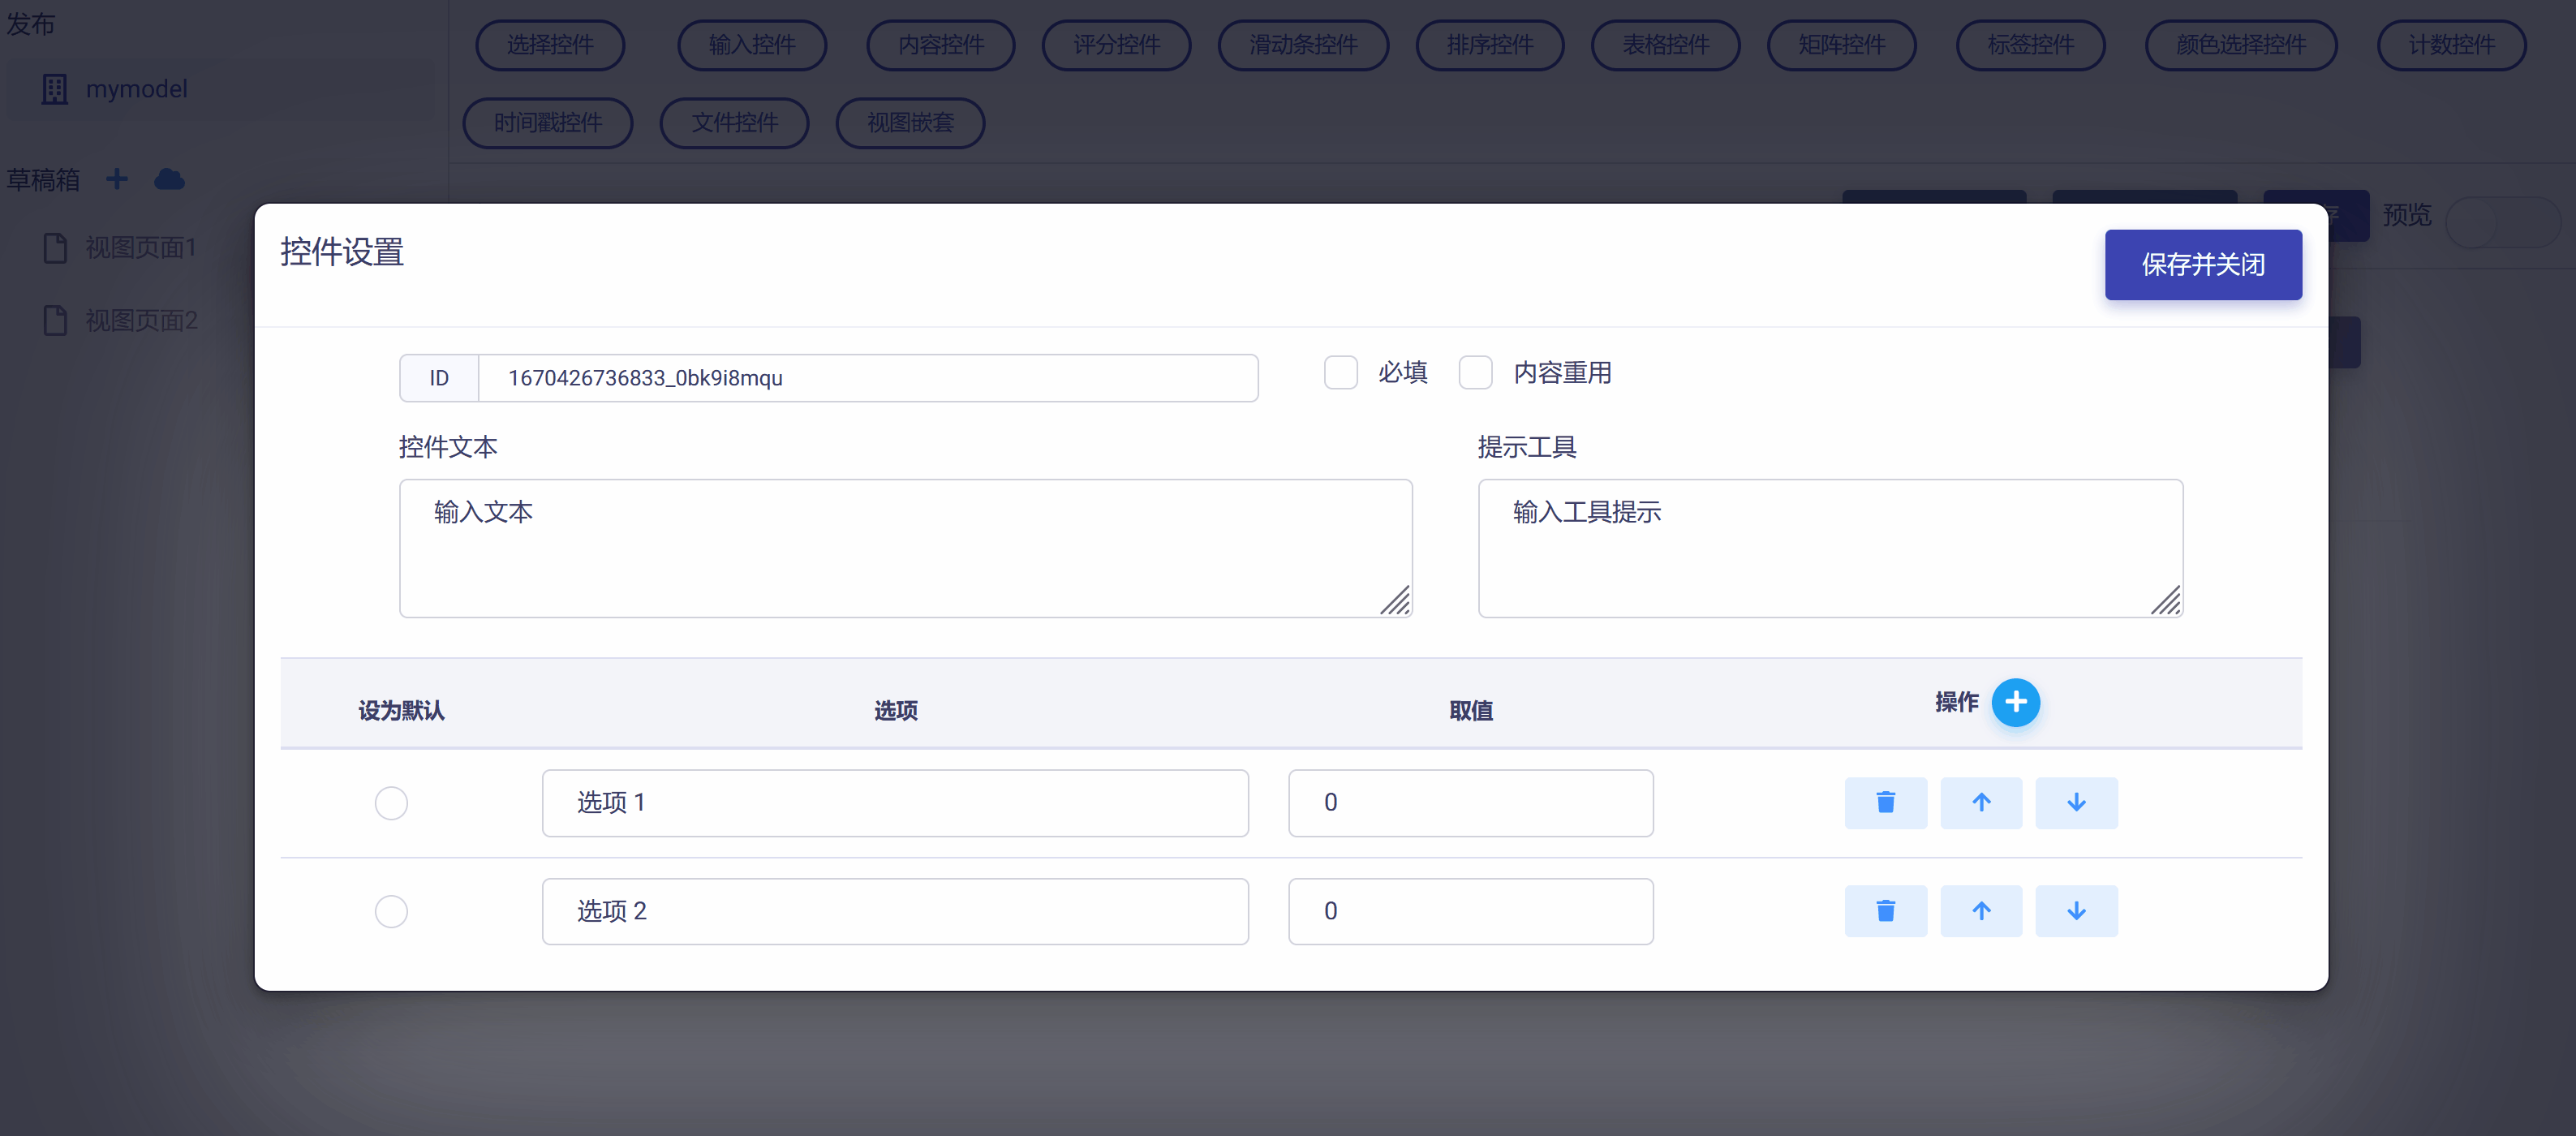 发布
mymodel
草稿箱
视图页面1
视图页面2
选择控件 输入控件 内容控件 评分控件 滑动条控件 排序控件 表格控件 矩阵控件 标签控件 颜色选择控件 计数控件
时间戳控件 文件控件 视图嵌套
存 预览
控件设置 保存并关闭
ID 1670426736833_0bk9i8mqu 必填 内容重用
控件文本 提示工具
输入文本 输入工具提示
设为默认 选项 取值 操作
选项 1 0
选项 2 0